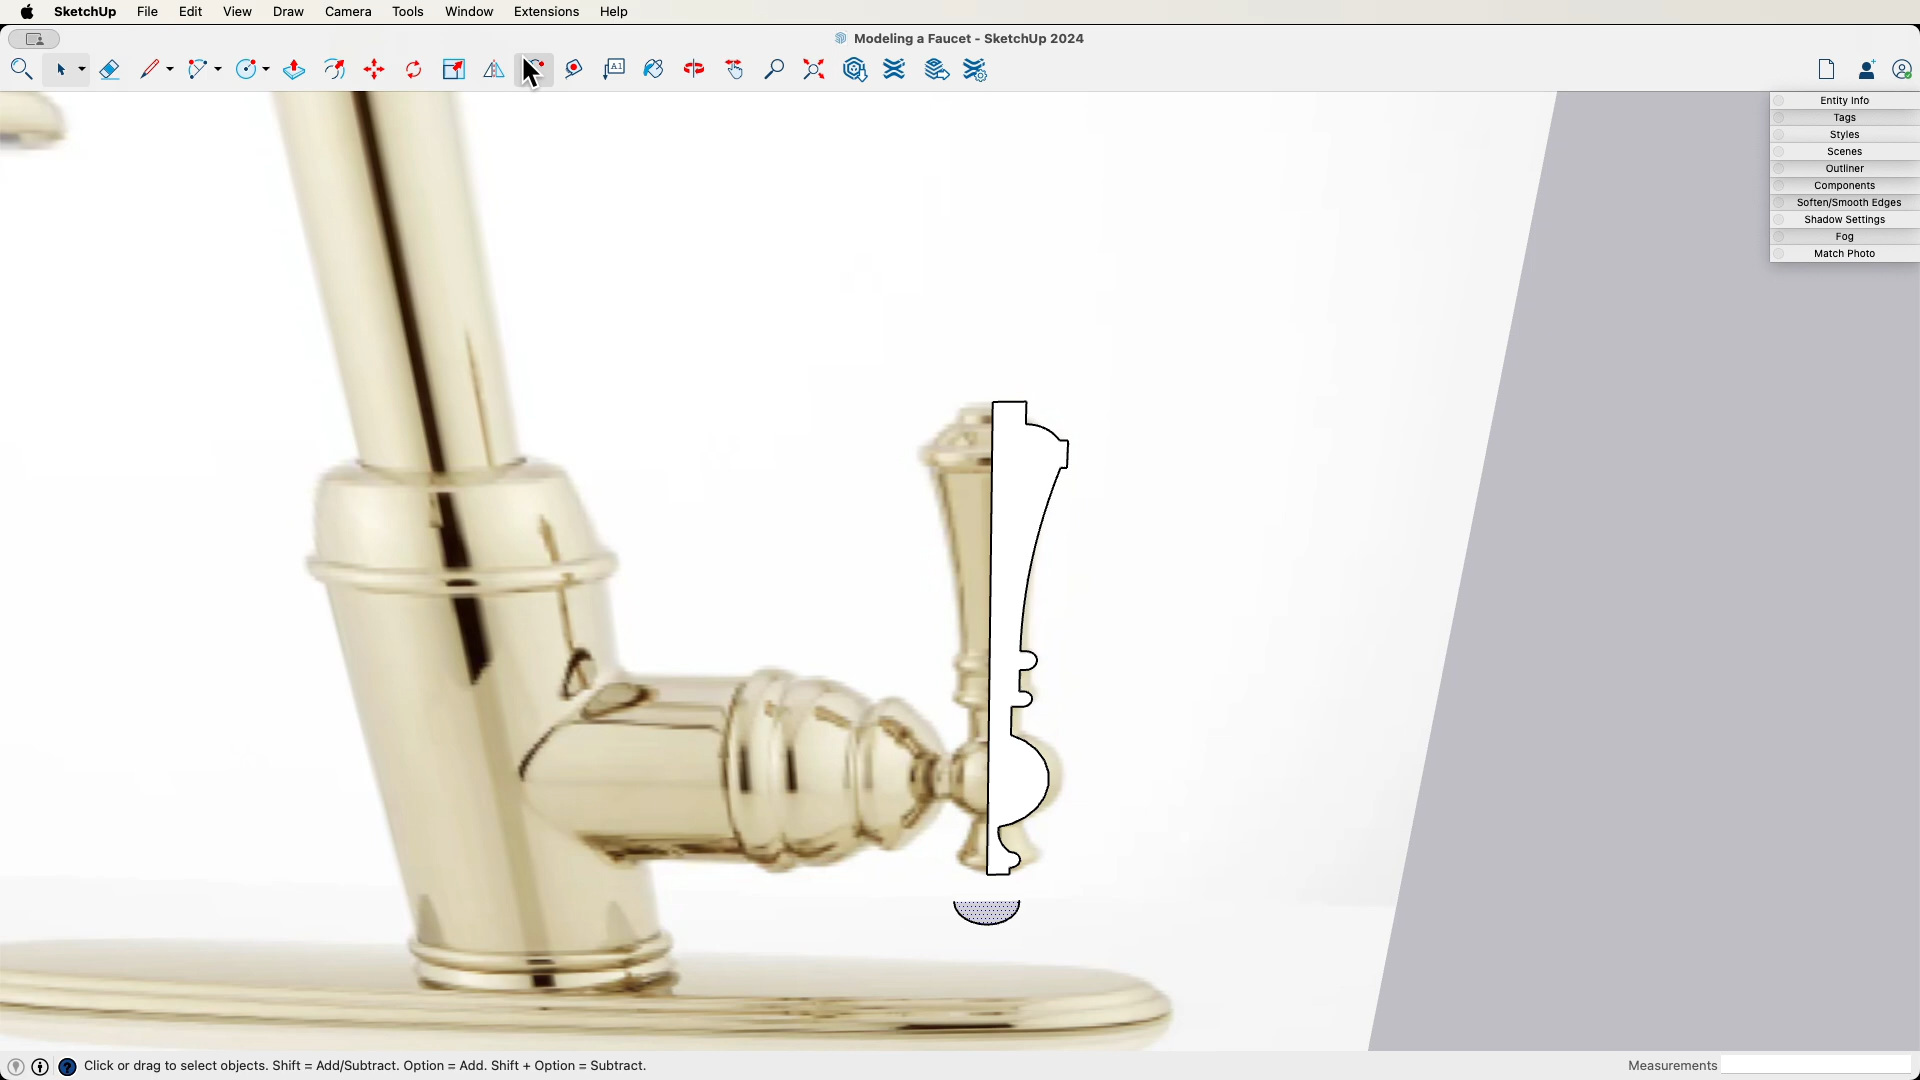 SketchUp File Edit View Draw Camera Tools Window Extensions Help
Modeling a Faucet - SketchUp 2024
A1
Entity Info
Tags
Styles
Scenes
Outliner
Components
Soften/Smooth Edges
Shadow Settings
Fog
Match Photo
Click or drag to select objects. Shift = Add/Subtract. Option = Add. Shift + Option = Subtract.
Measurements